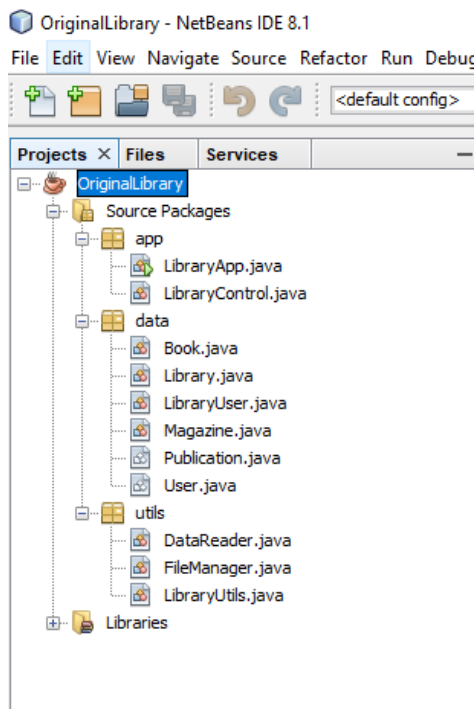 OriginalLibrary - NetBeans IDE 8.1
File Edit View Navigate Source Refactor Run Debug
<default config>
Projects Files Services
OriginalLibrary
Source Packages
app
LibraryApp.java
LibraryControl.java
data
Book.java
Library.java
LibraryUser.java
Magazine.java
Publication.java
User.java
utils
DataReader.java
FileManager.java
LibraryUtils.java
Libraries